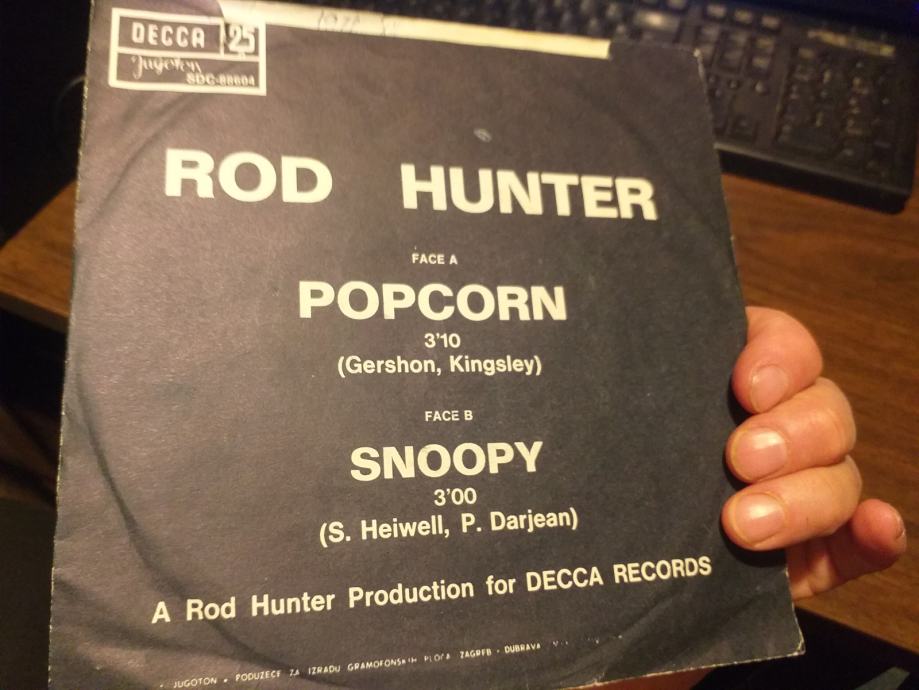 DECCA 25
Jugoton
SDC-88604
ROD HUNTER
FACE A
POPCORN
3'10
(Gershon, Kingsley)
FACE B
SNOOPY
3'00
(S. Heiwell, P. Darjean)
A Rod Hunter Production for DECCA RECORDS
JUGOTON • PODUZEĆE ZA IZRADU GRAMOFONSKIH PLOČA ZAGREB - DUBRAVA